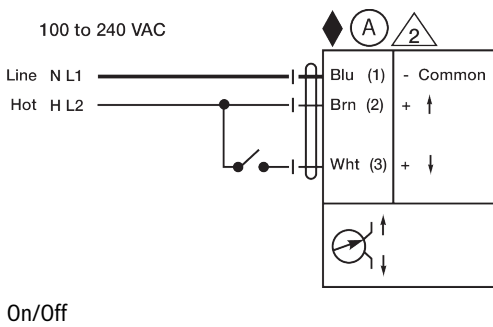 100 to 240 VAC
A 2
Line N L1 Blu (1) - Common
Hot H L2 Brn (2) + ↑
Wht (3) + ↓
On/Off